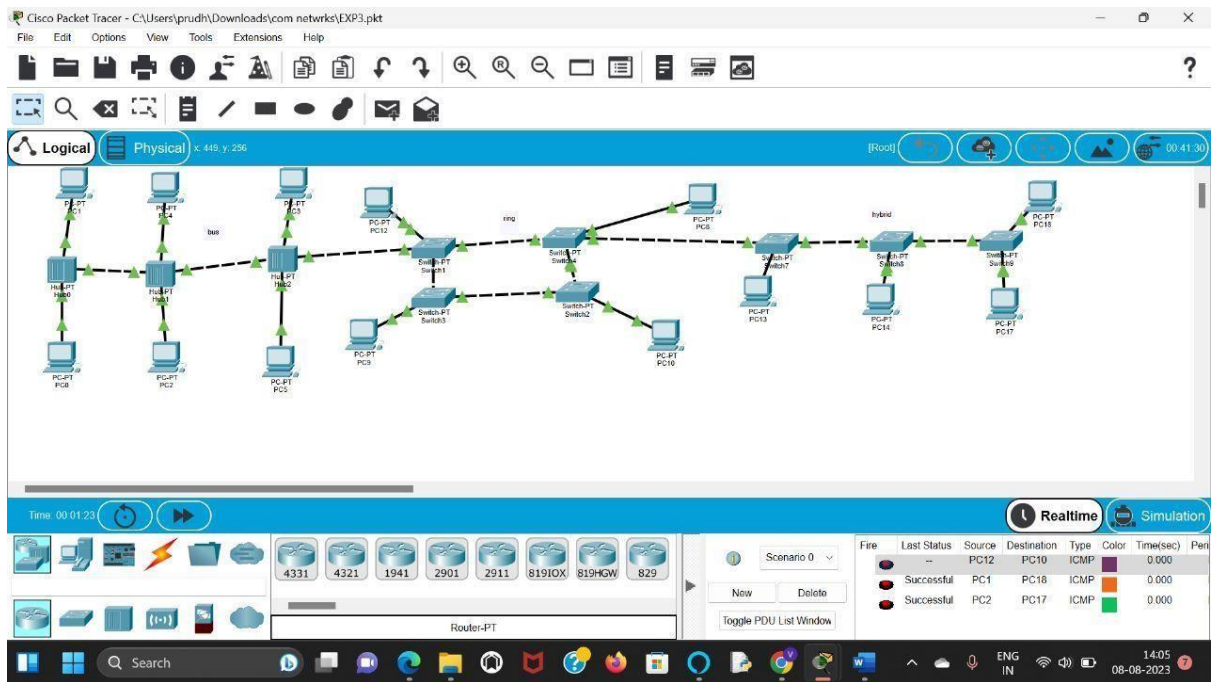 Cisco Packet Tracer - C:\Users\prudh\Downloads\com netwrks\EXP3.pkt
File Edit Options View Tools Extensions Help
?
Logical Physical x: 449, y: 256 [Root] 00:41:30
PC-PT
PC1
PC-PT
PC4
PC-PT
PC3
bus
PC-PT
PC12
ring
PC-PT
PC6
hybrid
PC-PT
PC18
Hub-PT
Hub0
Hub-PT
Hub1
Hub-PT
Hub2
Switch-PT
Switch1
Switch-PT
Switch4
Switch-PT
Switch7
Switch-PT
Switch8
Switch-PT
Switch9
Switch-PT
Switch3
Switch-PT
Switch2
PC-PT
PC13
PC-PT
PC14
PC-PT
PC17
PC-PT
PC9
PC-PT
PC10
PC-PT
PC-PT
PC2
PC-PT
PC5
Time: 00:01:23 Realtime Simulation
4331 4321 1941 2901 2911 819IOX 819HGW 829
Router-PT
Scenario 0
New Delete
Toggle PDU List Window
Fire Last Status Source Destination Type Color Time(sec) Peri
-- PC12 PC10 ICMP 0.000
Successful PC1 PC18 ICMP 0.000
Successful PC2 PC17 ICMP 0.000
Search
ENG
IN
14:05
08-08-2023
7